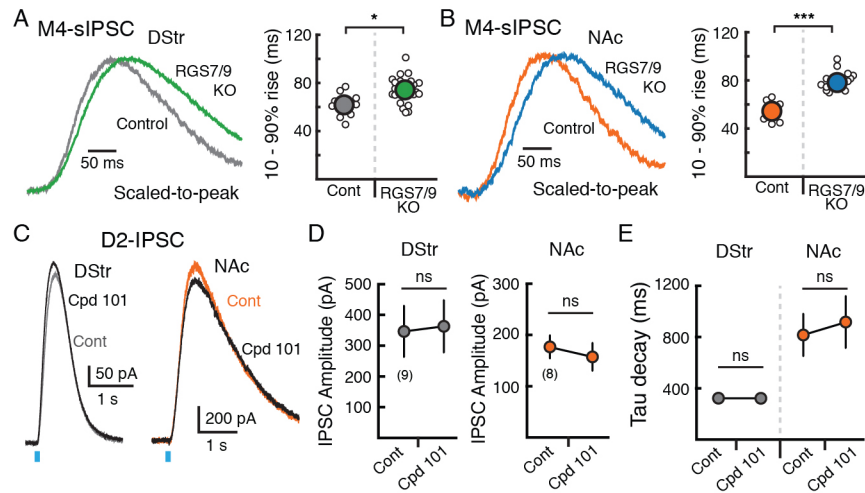 A
M4-sIPSC
DStr
RGS7/9
KO
Control
50 ms
Scaled-to-peak
10 - 90% rise (ms)
120
80
40
*
Cont
RGS7/9
KO
B
M4-sIPSC
NAc
RGS7/9
KO
Control
50 ms
Scaled-to-peak
10 - 90% rise (ms)
120
80
40
***
Cont
RGS7/9
KO
C
D2-IPSC
DStr
Cpd 101
Cont
50 pA
1 s
NAc
Cont
Cpd 101
200 pA
1 s
D
DStr
IPSC Amplitude (pA)
500
400
300
200
100
ns
(9)
Cont
Cpd 101
NAc
IPSC Amplitude (pA)
300
200
100
ns
(8)
Cont
Cpd 101
E
DStr
NAc
Tau decay (ms)
1200
800
400
ns
ns
Cont
Cpd 101
Cont
Cpd 101